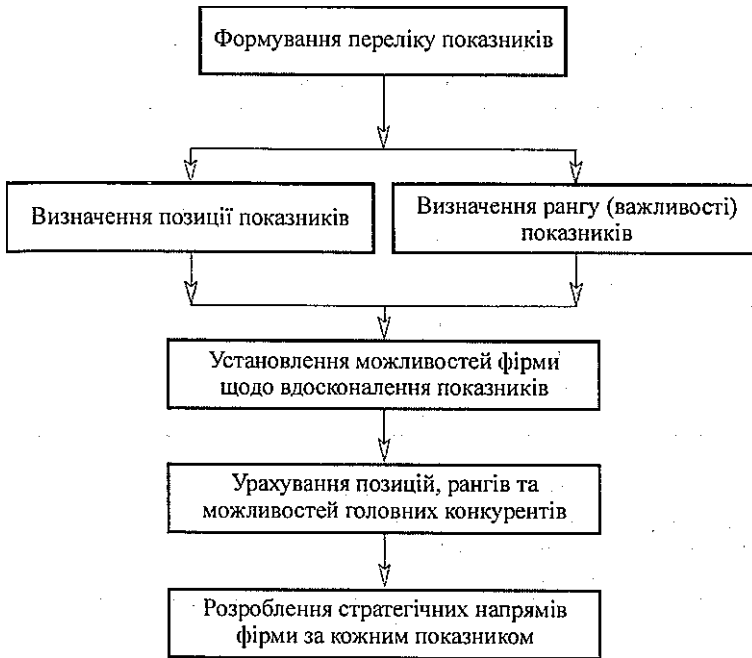 Формування переліку показників
Визначення позиції показників
Визначення рангу (важливості)
показників
Установлення можливостей фірми
щодо вдосконалення показників
Урахування позицій, рангів та
можливостей головних конкурентів
Розроблення стратегічних напрямів
фірми за кожним показником